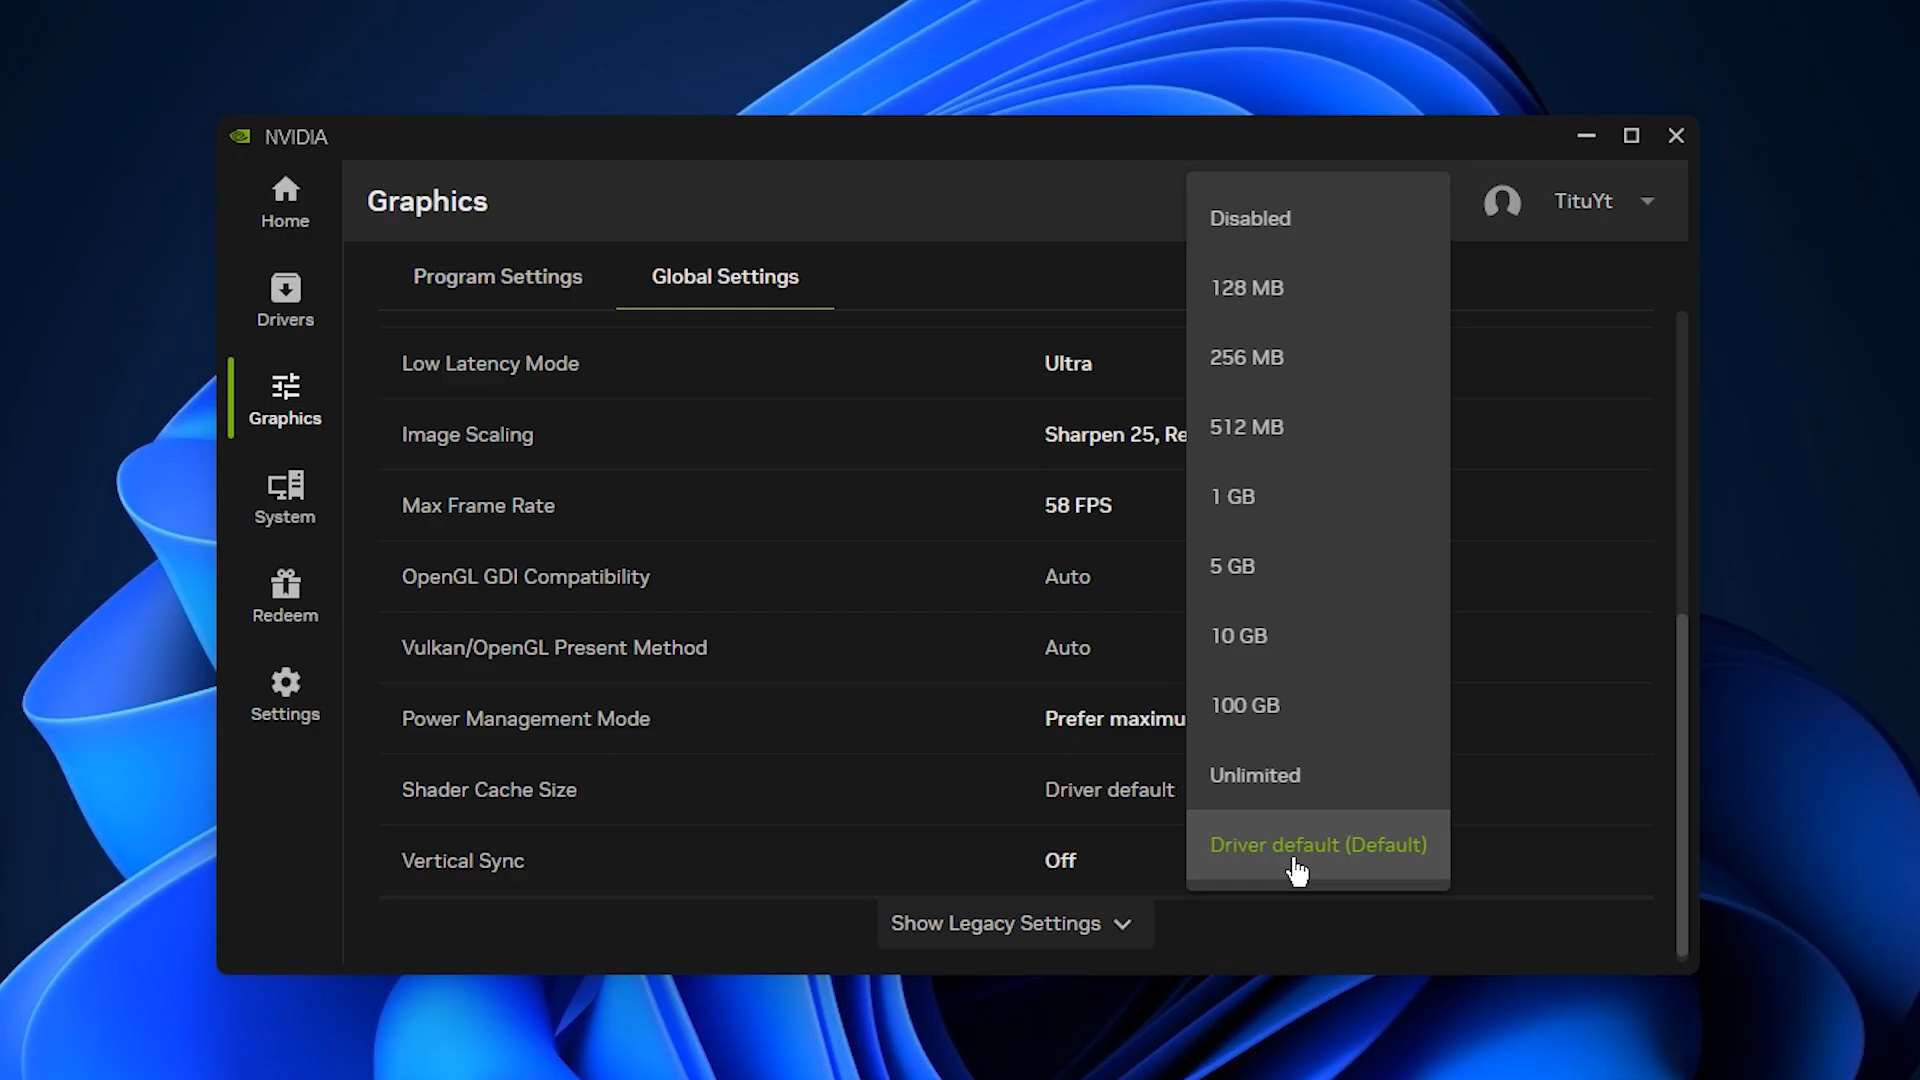 NVIDIA
Home
Drivers
Graphics
System
Redeem
Settings
Graphics
TituYt
Program Settings
Global Settings
Low Latency Mode
Ultra
Image Scaling
Sharpen 25, Re
Max Frame Rate
58 FPS
OpenGL GDI Compatibility
Auto
Vulkan/OpenGL Present Method
Auto
Power Management Mode
Prefer maximu
Shader Cache Size
Driver default
Vertical Sync
Off
Show Legacy Settings
Disabled
128 MB
256 MB
512 MB
1 GB
5 GB
10 GB
100 GB
Unlimited
Driver default (Default)